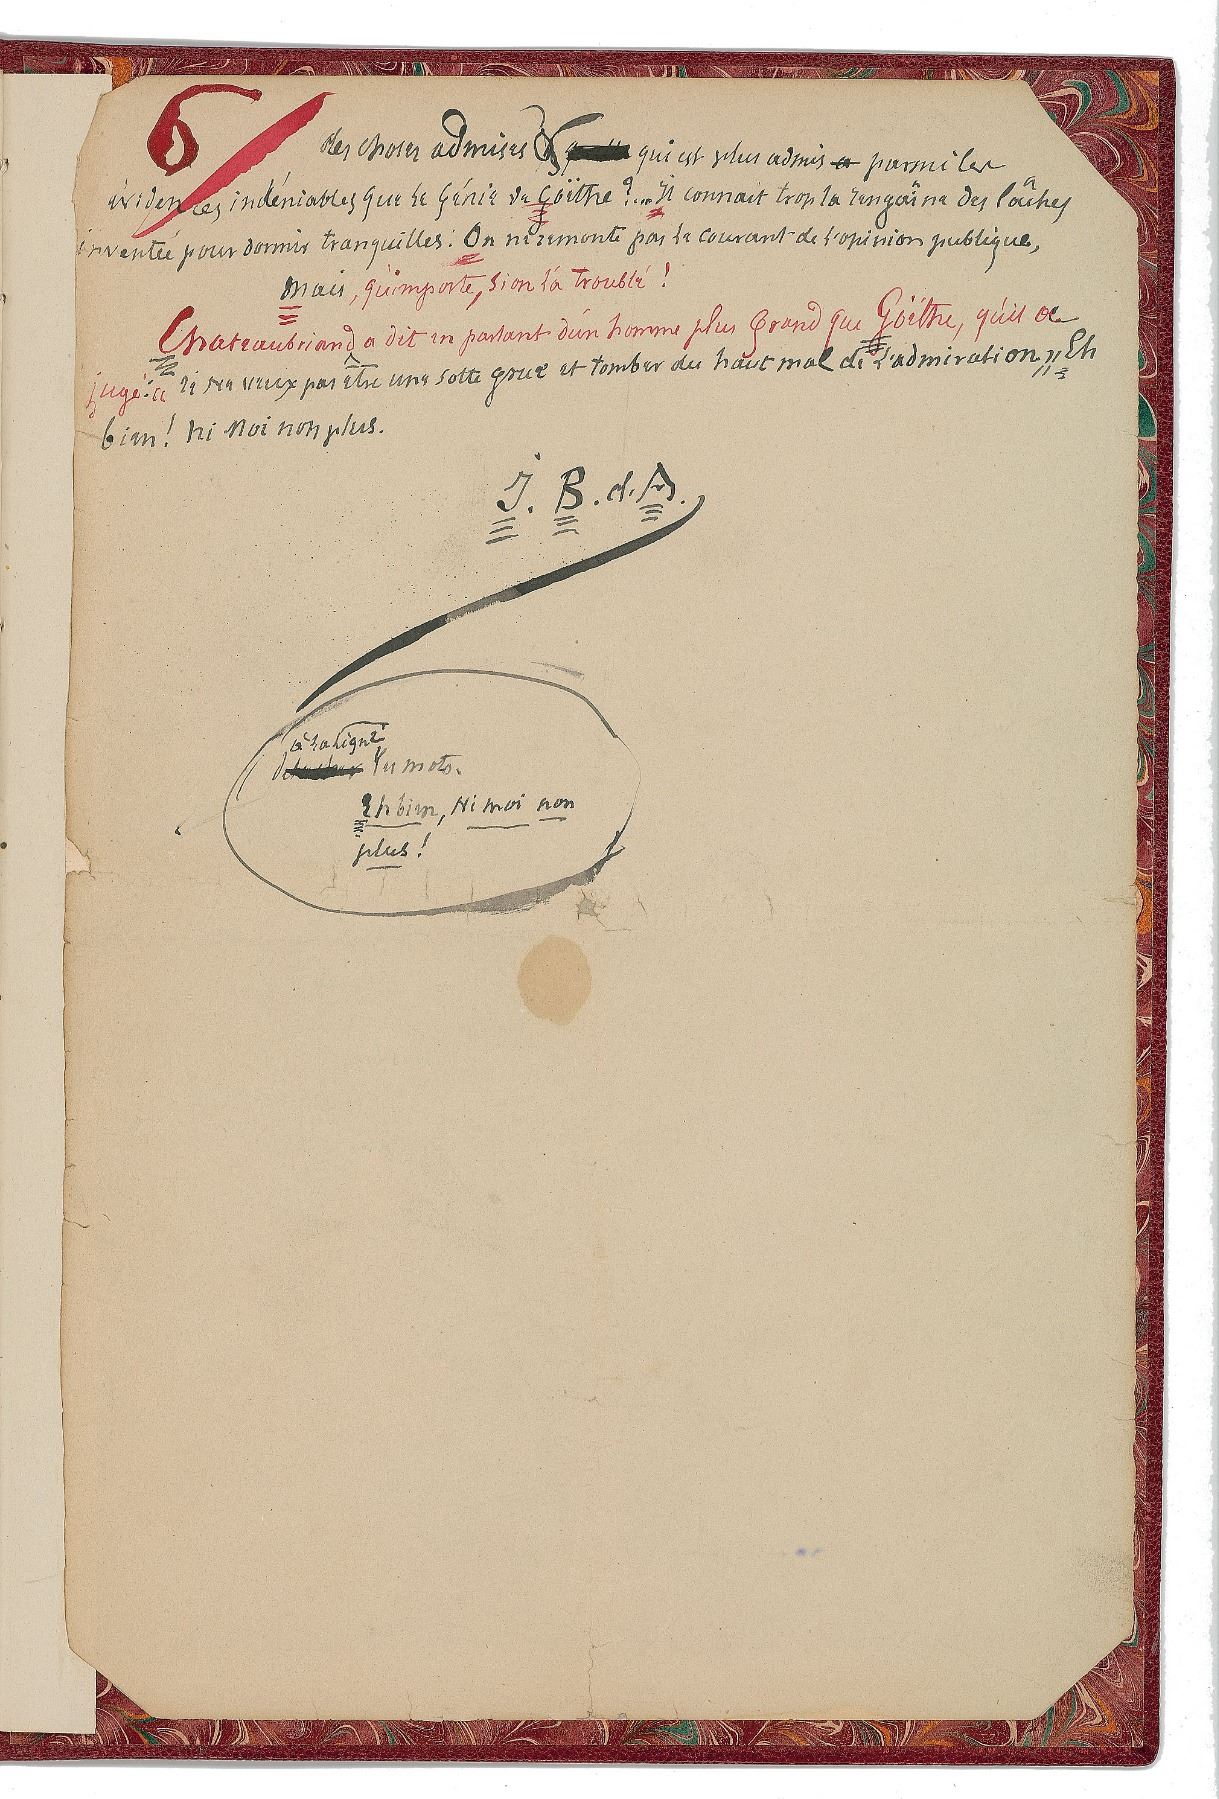 6
des choses admises. Et qui est plus admis parmi les
évidences indéniables que le génie de Goëthe ?... Il connait trop la rengaîne des lâches
inventée pour dormir tranquilles : On ne remonte pas le courant de l'opinion publique,
mais, qu'importe, si on l'a troublé !
Chateaubriand a dit en parlant d'un homme plus Grand que Goëthe, qu'il a
jugé : « Je ne veux pas être une sotte grue et tomber du haut mal de l'admiration » Eh
bien ! ni Moi non plus.
J. B. d. A.
à la ligne
les mots.
Eh bien, Ni moi non
plus !